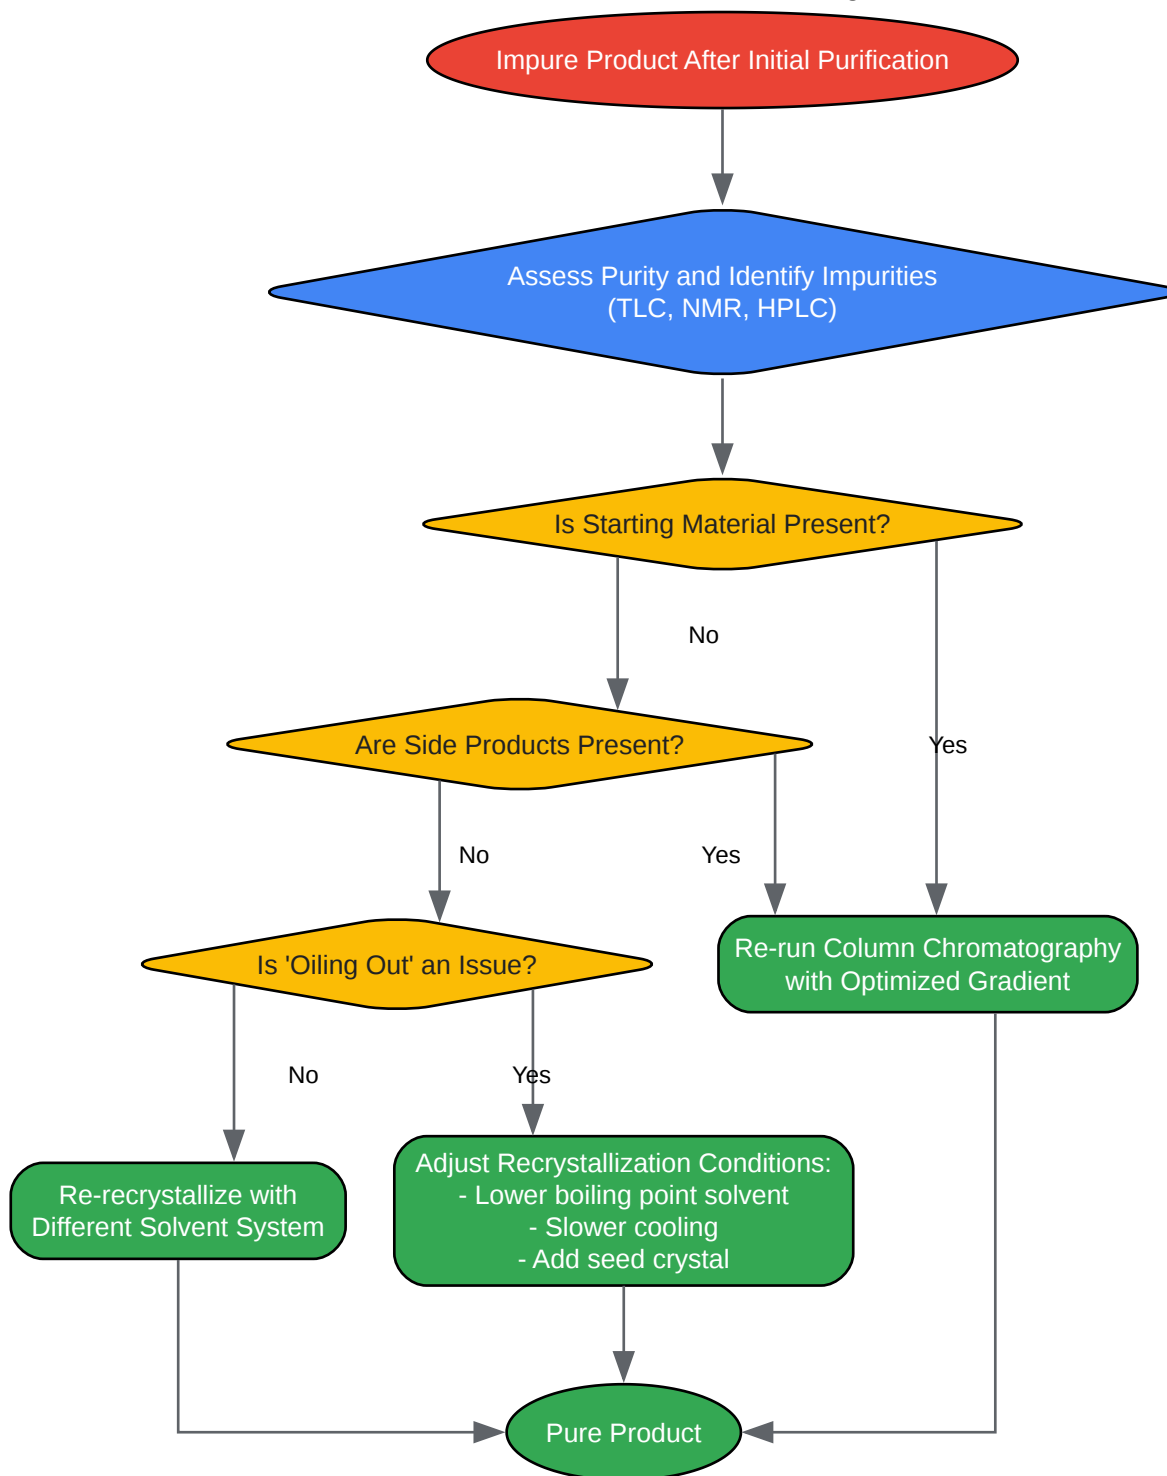 Impure Product After Initial Purification
Assess Purity and Identify Impurities
(TLC, NMR, HPLC)
Is Starting Material Present?
No
Are Side Products Present?
Yes
No
Yes
Is 'Oiling Out' an Issue?
Re-run Column Chromatography
with Optimized Gradient
No
Yes
Re-recrystallize with
Different Solvent System
Adjust Recrystallization Conditions:
- Lower boiling point solvent
- Slower cooling
- Add seed crystal
Pure Product